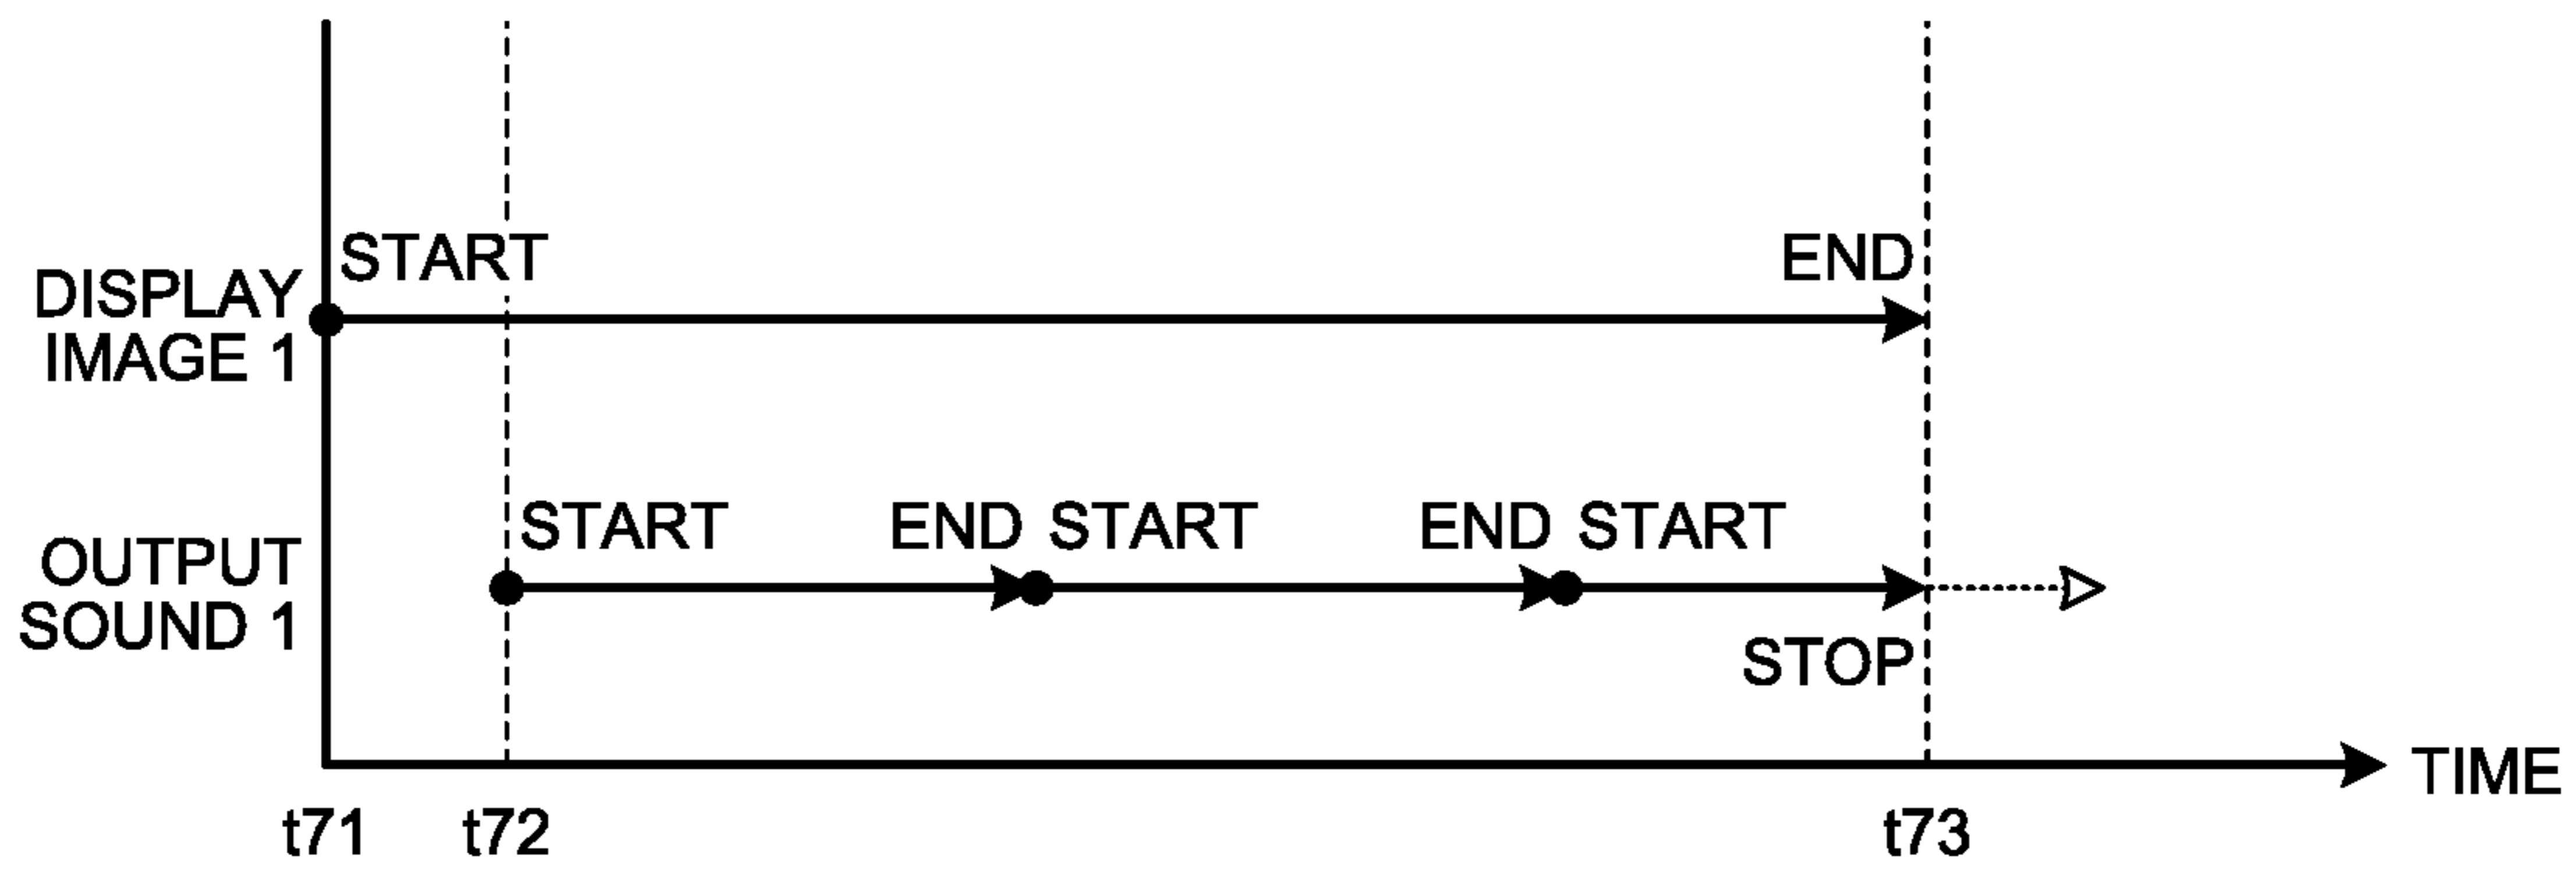 START
END
DISPLAY
IMAGE 1
START
END START
END START
OUTPUT
SOUND 1
STOP
TIME
t71
t72
t73